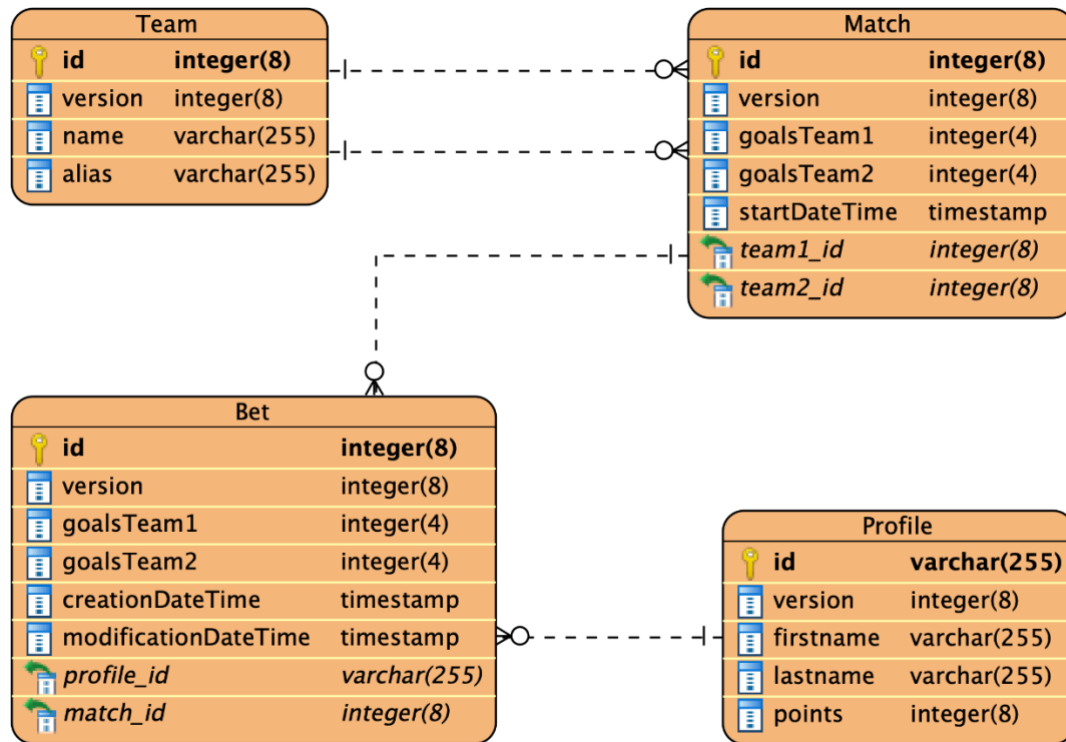 Team
id integer(8)
version integer(8)
name varchar(255)
alias varchar(255)
Match
id integer(8)
version integer(8)
goalsTeam1 integer(4)
goalsTeam2 integer(4)
startDateTime timestamp
team1_id integer(8)
team2_id integer(8)
Bet
id integer(8)
version integer(8)
goalsTeam1 integer(4)
goalsTeam2 integer(4)
creationDateTime timestamp
modificationDateTime timestamp
profile_id varchar(255)
match_id integer(8)
Profile
id varchar(255)
version integer(8)
firstname varchar(255)
lastname varchar(255)
points integer(8)